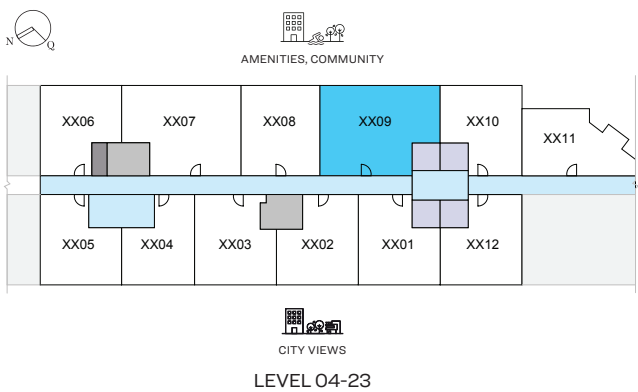 N Q
AMENITIES, COMMUNITY
XX06 XX07 XX08 XX09 XX10 XX11
XX05 XX04 XX03 XX02 XX01 XX12
CITY VIEWS
LEVEL 04-23